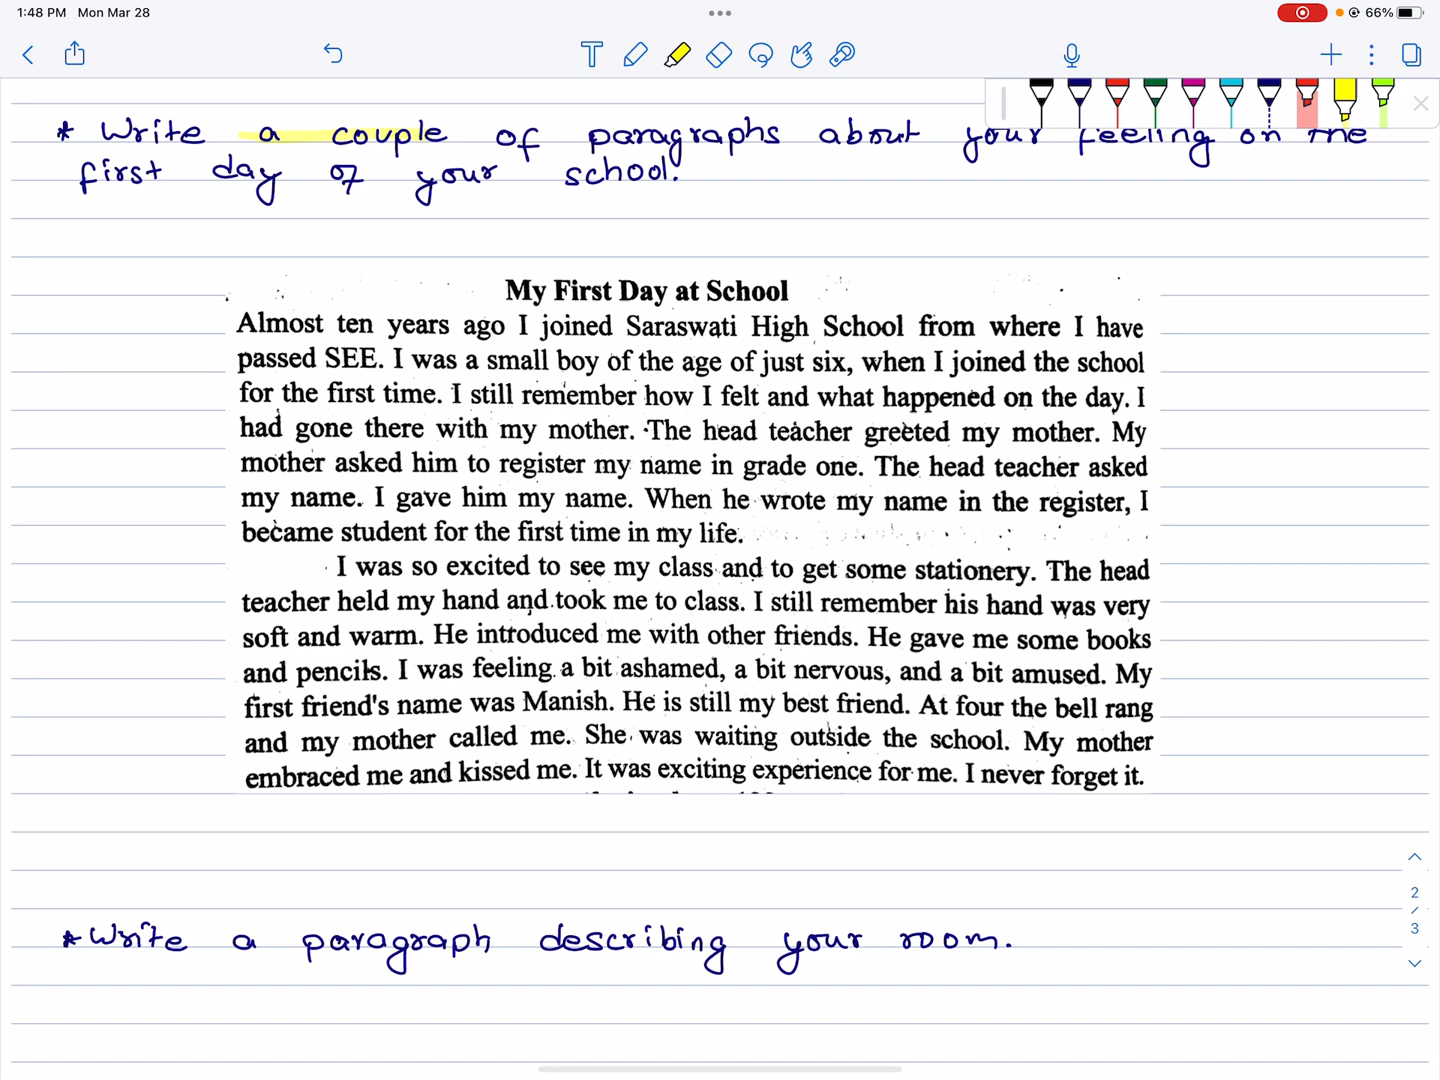 1:48 PM Mon Mar 28
66%
* Write a couple of paragraphs about your feeling on the
first day of your school.
My First Day at School
Almost ten years ago I joined Saraswati High School from where I have
passed SEE. I was a small boy of the age of just six, when I joined the school
for the first time. I still remember how I felt and what happened on the day. I
had gone there with my mother. The head teacher greeted my mother. My
mother asked him to register my name in grade one. The head teacher asked
my name. I gave him my name. When he wrote my name in the register, I
became student for the first time in my life.
I was so excited to see my class and to get some stationery. The head
teacher held my hand and took me to class. I still remember his hand was very
soft and warm. He introduced me with other friends. He gave me some books
and pencils. I was feeling a bit ashamed, a bit nervous, and a bit amused. My
first friend's name was Manish. He is still my best friend. At four the bell rang
and my mother called me. She was waiting outside the school. My mother
embraced me and kissed me. It was exciting experience for me. I never forget it.
2
/
3
* Write a paragraph describing your room.